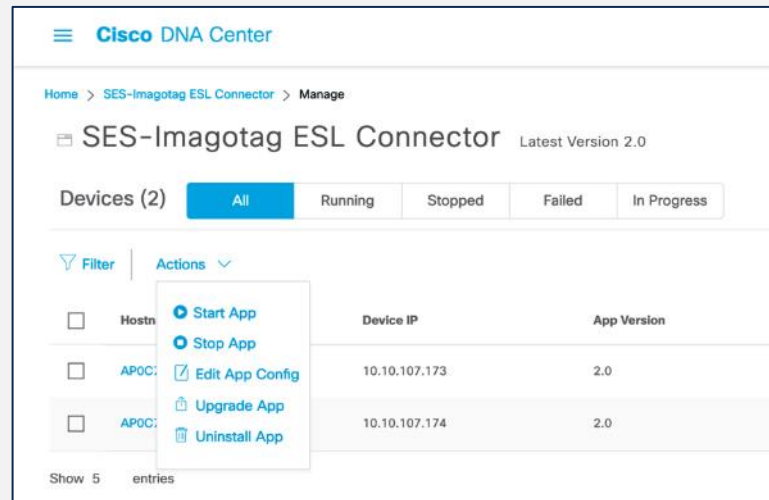 Cisco DNA Center
Home > SES-Imagotag ESL Connector > Manage
SES-Imagotag ESL Connector Latest Version 2.0
Devices (2) All Running Stopped Failed In Progress
Filter Actions
Start App
Stop App
Edit App Config
Upgrade App
Uninstall App
Hostn Device IP App Version
AP0C7 10.10.107.173 2.0
AP0C7 10.10.107.174 2.0
Show 5 entries